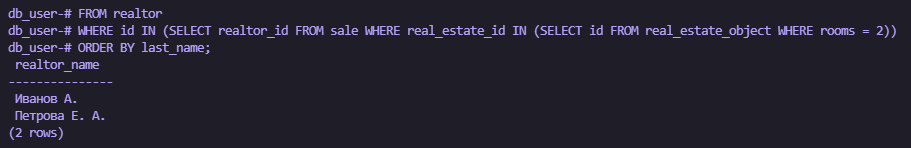 db_user-# FROM realtor
db_user-# WHERE id IN (SELECT realtor_id FROM sale WHERE real_estate_id IN (SELECT id FROM real_estate_object WHERE rooms = 2))
db_user-# ORDER BY last_name;
 realtor_name
---------------
 Иванов А.
 Петрова Е. А.
(2 rows)